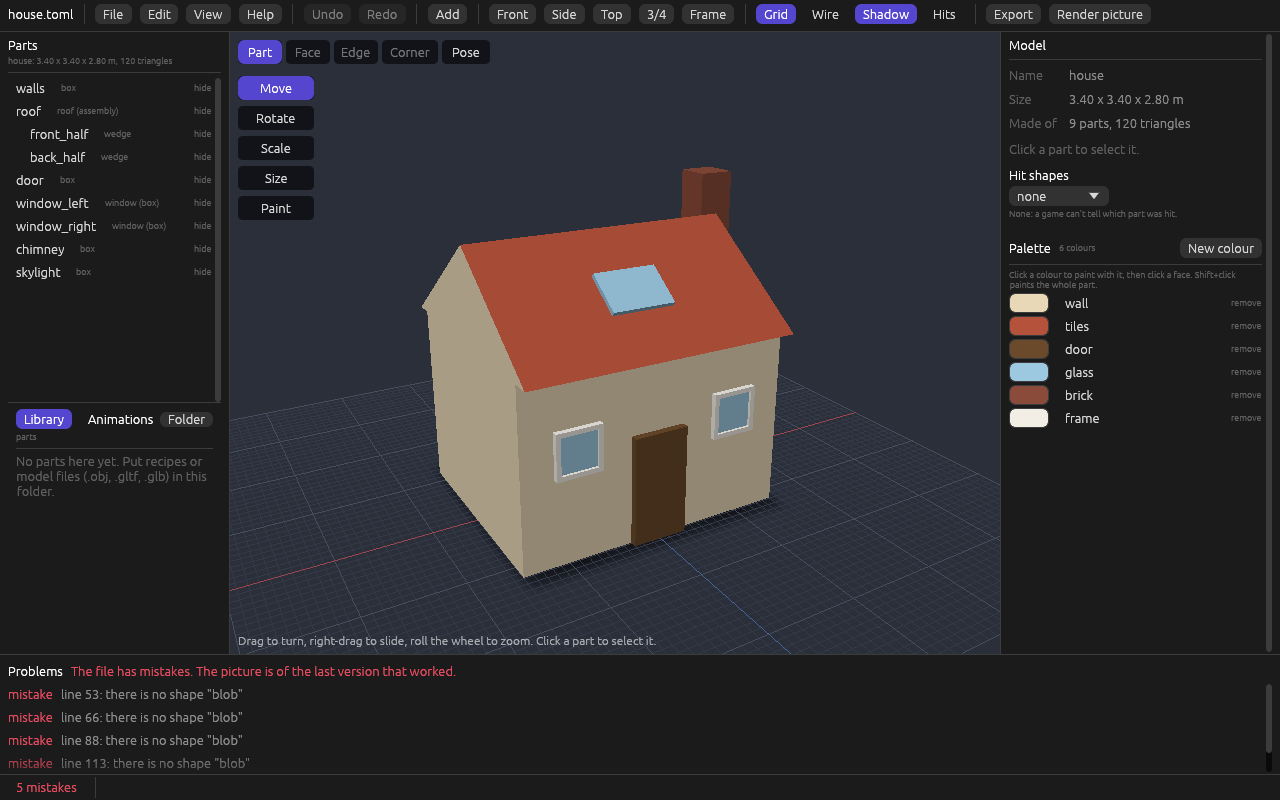 house.toml File Edit View Help Undo Redo Add Front Side Top 3/4 Frame Grid Wire Shadow Hits Export Render picture
Parts
house: 3.40 x 3.40 x 2.80 m, 120 triangles
walls box hide
roof roof (assembly) hide
front_half wedge hide
back_half wedge hide
door box hide
window_left window (box) hide
window_right window (box) hide
chimney box hide
skylight box hide
Library Animations Folder
parts
No parts here yet. Put recipes or
model files (.obj, .gltf, .glb) in this
folder.
Part Face Edge Corner Pose
Move
Rotate
Scale
Size
Paint
Drag to turn, right-drag to slide, roll the wheel to zoom. Click a part to select it.
Model
Name house
Size 3.40 x 3.40 x 2.80 m
Made of 9 parts, 120 triangles
Click a part to select it.
Hit shapes
none
None: a game can't tell which part was hit.
Palette 6 colours New colour
Click a colour to paint with it, then click a face. Shift+click
paints the whole part.
wall remove
tiles remove
door remove
glass remove
brick remove
frame remove
Problems The file has mistakes. The picture is of the last version that worked.
mistake line 53: there is no shape "blob"
mistake line 66: there is no shape "blob"
mistake line 88: there is no shape "blob"
mistake line 113: there is no shape "blob"
5 mistakes